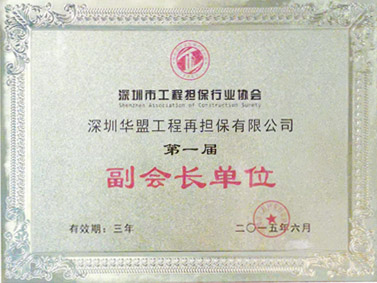 深圳市工程担保行业协会
Shenzhen Association of Construction Surety
深圳华盟工程再担保有限公司
第一届
副会长单位
有效期：三年
二〇一五年六月